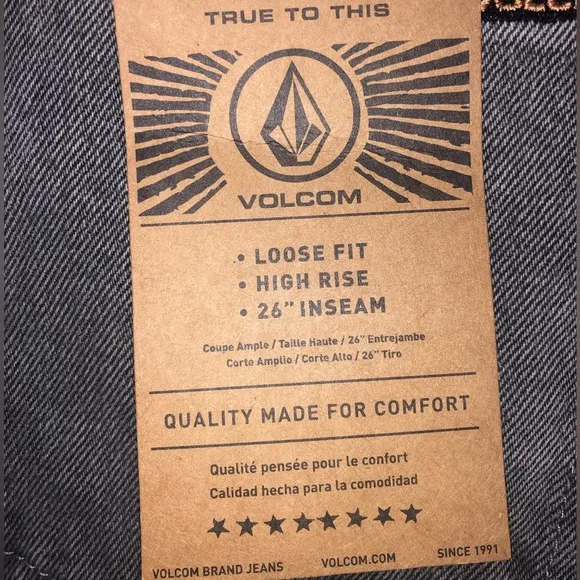 TRUE TO THIS
VOLCOM
• LOOSE FIT
• HIGH RISE
• 26” INSEAM
Coupe Ample / Taille Haute / 26” Entrejambe
Corte Amplio / Corte Alto / 26” Tiro
QUALITY MADE FOR COMFORT
Qualité pensée pour le confort
Calidad hecha para la comodidad
VOLCOM BRAND JEANS VOLCOM.COM SINCE 1991